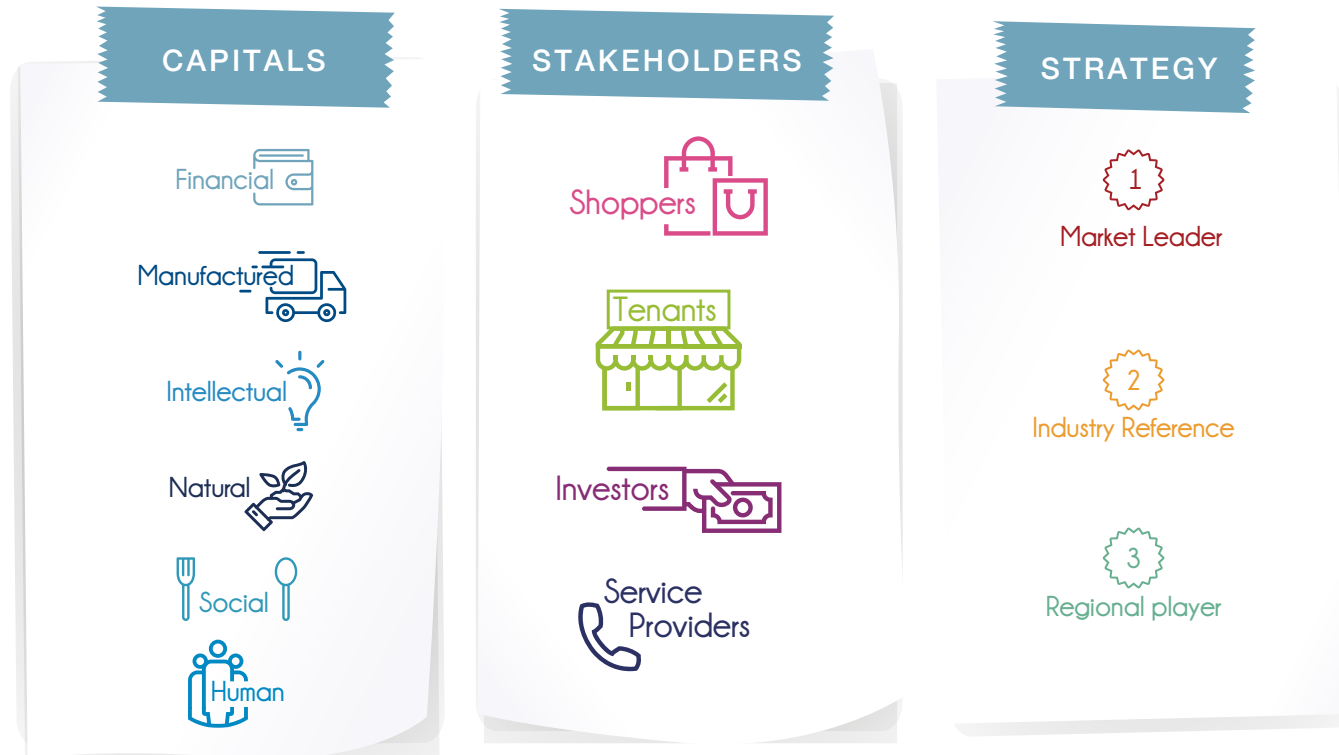 CAPITALS
Financial
Manufactured
Intellectual
Natural
Social
Human
STAKEHOLDERS
Shoppers
Tenants
Investors
Service
Providers
STRATEGY
1
Market Leader
2
Industry Reference
3
Regional player